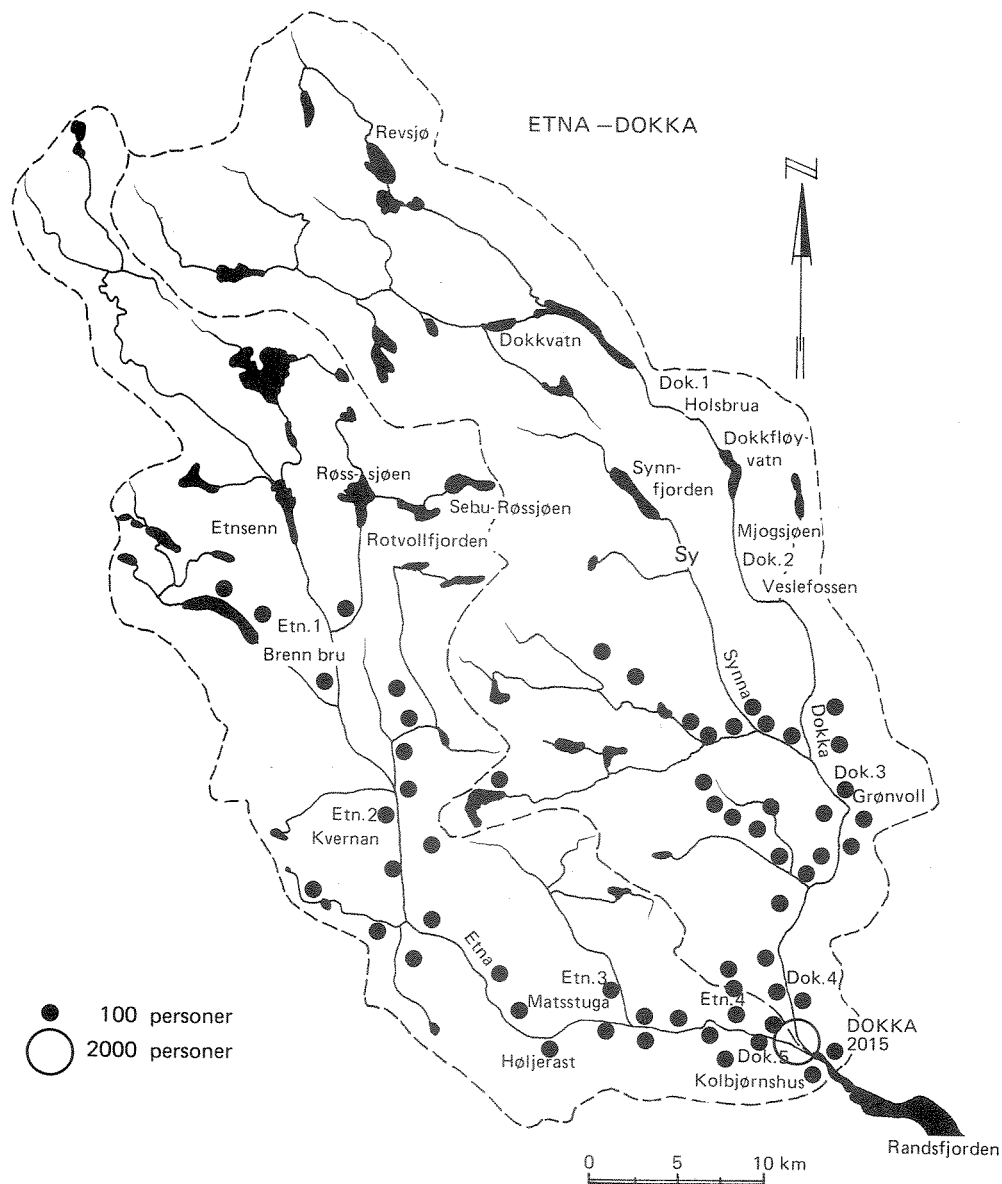 ETNA – DOKKA
Revsjø
N
Dokkvatn
Dok.1
Holsbrua
Dokkfløy-
vatn
Røss-sjøen
Synn-
fjorden
Sebu-Røssjøen
Etnsenn
Rotvollfjorden
Mjogsjøen
Sy
Dok.2
Veslefossen
Etn.1
Brenn bru
Synna
Dokka
Dok.3
Grønvoll
Etn.2
Kvernan
Etna
Etn.3
Matsstuga
Dok.4
Etn.4
100 personer
2000 personer
DOKKA
2015
Høljerast
Dok.5
Kolbjørnshus
Randsfjorden
0 5 10 km